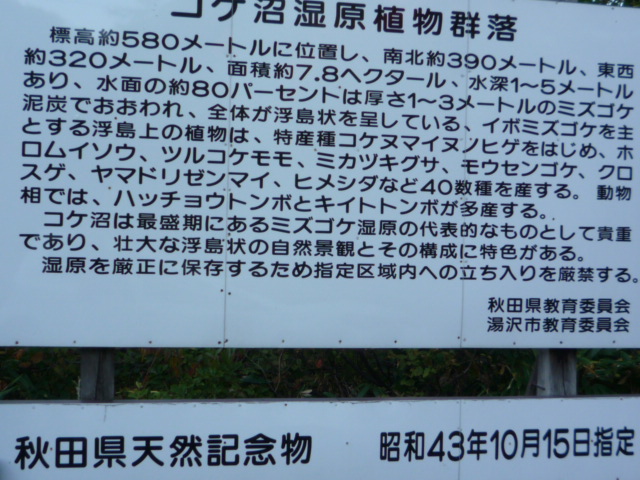 コケ沼湿原植物群落
標高約580メートルに位置し、南北約390メートル、東西
約320メートル、面積約7.8ヘクタール、水深1~5メートル
あり、水面の約80パーセントは厚さ1~3メートルのミズゴケ
泥炭でおおわれ、全体が浮島状を呈している、イボミズゴケを主
とする浮島上の植物は、特産種コケヌマイヌノヒゲをはじめ、ホ
ロムイソウ、ツルコケモモ、ミカツキグサ、モウセンゴケ、クロ
スゲ、ヤマドリゼンマイ、ヒメシダなど40数種を産する。動物
相では、ハッチョウトンボとキイトトンボが多産する。
コケ沼は最盛期にあるミズゴケ湿原の代表的なものとして貴重
であり、壮大な浮島状の自然景観とその構成に特色がある。
湿原を厳正に保存するため指定区域内への立ち入りを厳禁する。
秋田県教育委員会
湯沢市教育委員会
秋田県天然記念物 昭和43年10月15日指定